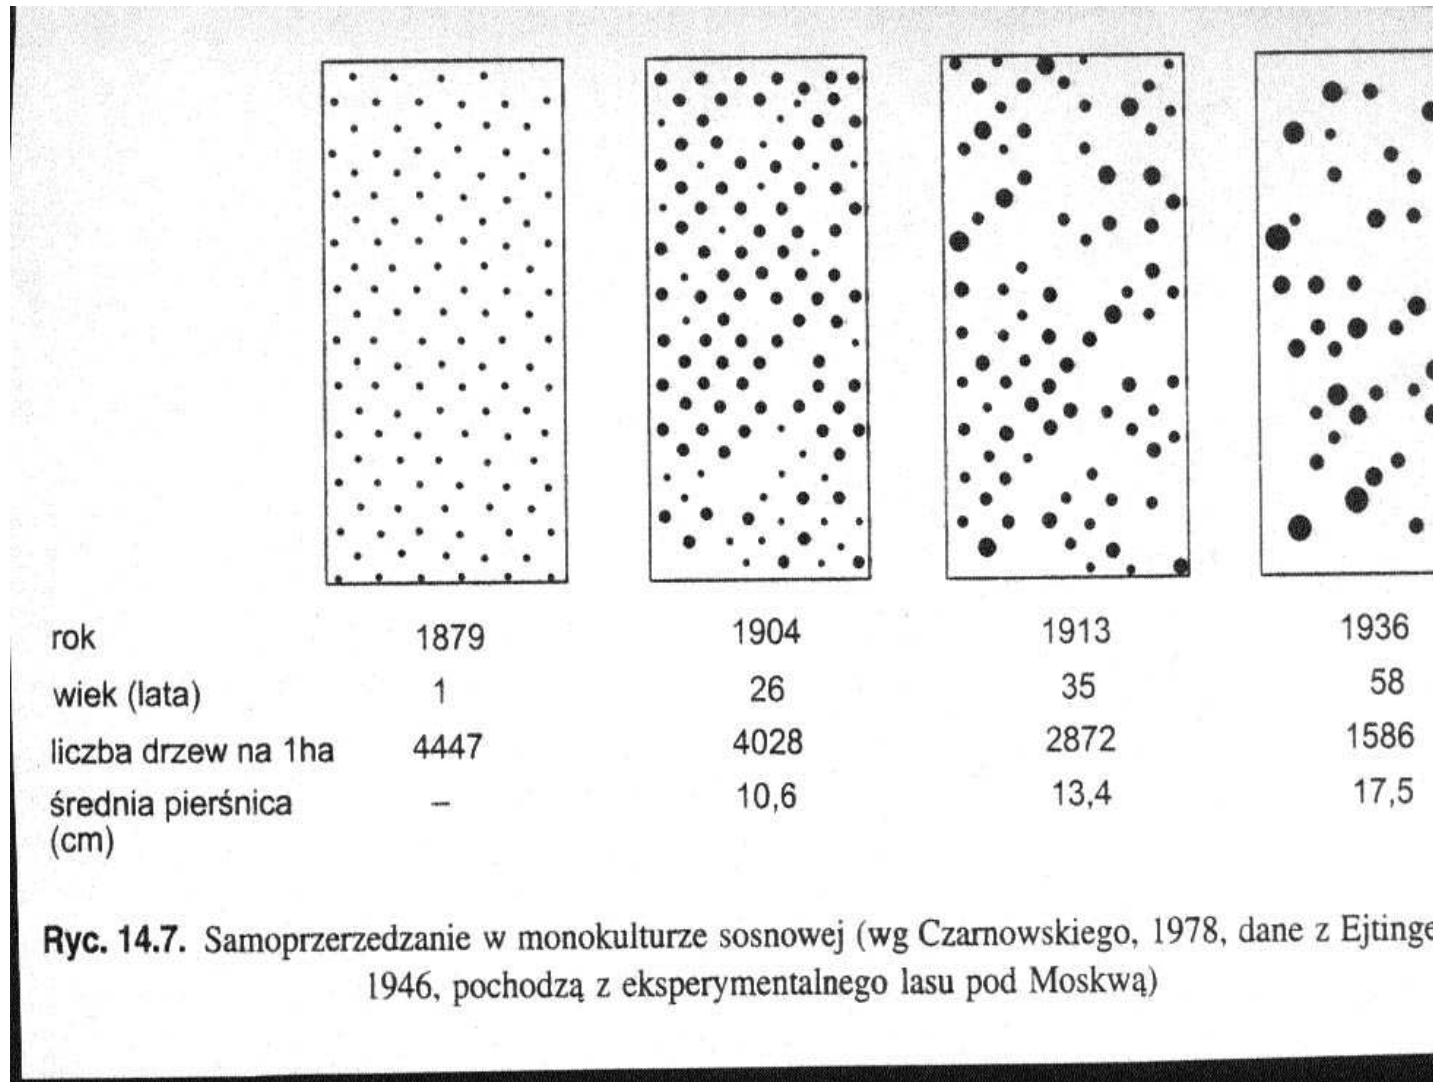 rok 1879 1904 1913 1936
wiek (lata) 1 26 35 58
liczba drzew na 1ha 4447 4028 2872 1586
średnia pierśnica 
(cm) – 10,6 13,4 17,5
Ryc. 14.7. Samoprzerzedzanie w monokulturze sosnowej (wg Czarnowskiego, 1978, dane z Ejtinge
1946, pochodzą z eksperymentalnego lasu pod Moskwą)